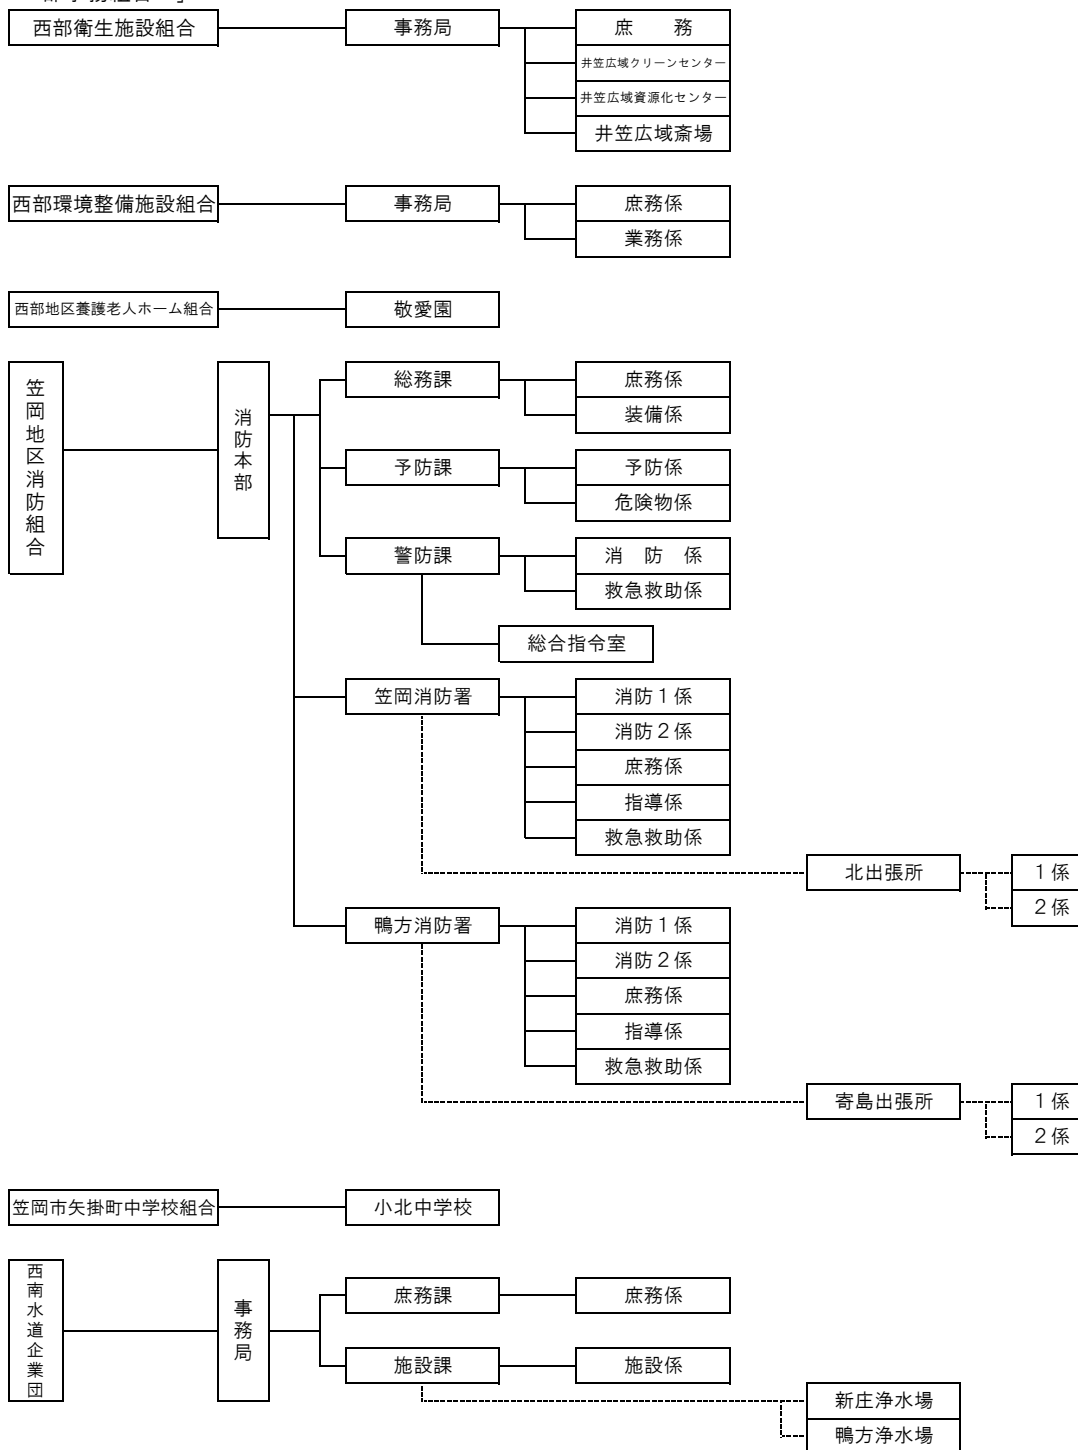 西部衛生施設組合 事務局 庶　　務
井笠広域クリーンセンター
井笠広域資源化センター
井笠広域斎場
西部環境整備施設組合 事務局 庶務係
業務係
西部地区養護老人ホーム組合 敬愛園
笠岡地区消防組合
消防本部
総務課 庶務係
装備係
予防課 予防係
危険物係
警防課 消　防　係
救急救助係
総合指令室
笠岡消防署 消防１係
消防２係
庶務係
指導係
救急救助係
北出張所 １係
２係
鴨方消防署 消防１係
消防２係
庶務係
指導係
救急救助係
寄島出張所 １係
２係
笠岡市矢掛町中学校組合 小北中学校
西南水道企業団
事務局
庶務課 庶務係
施設課 施設係
新庄浄水場
鴨方浄水場